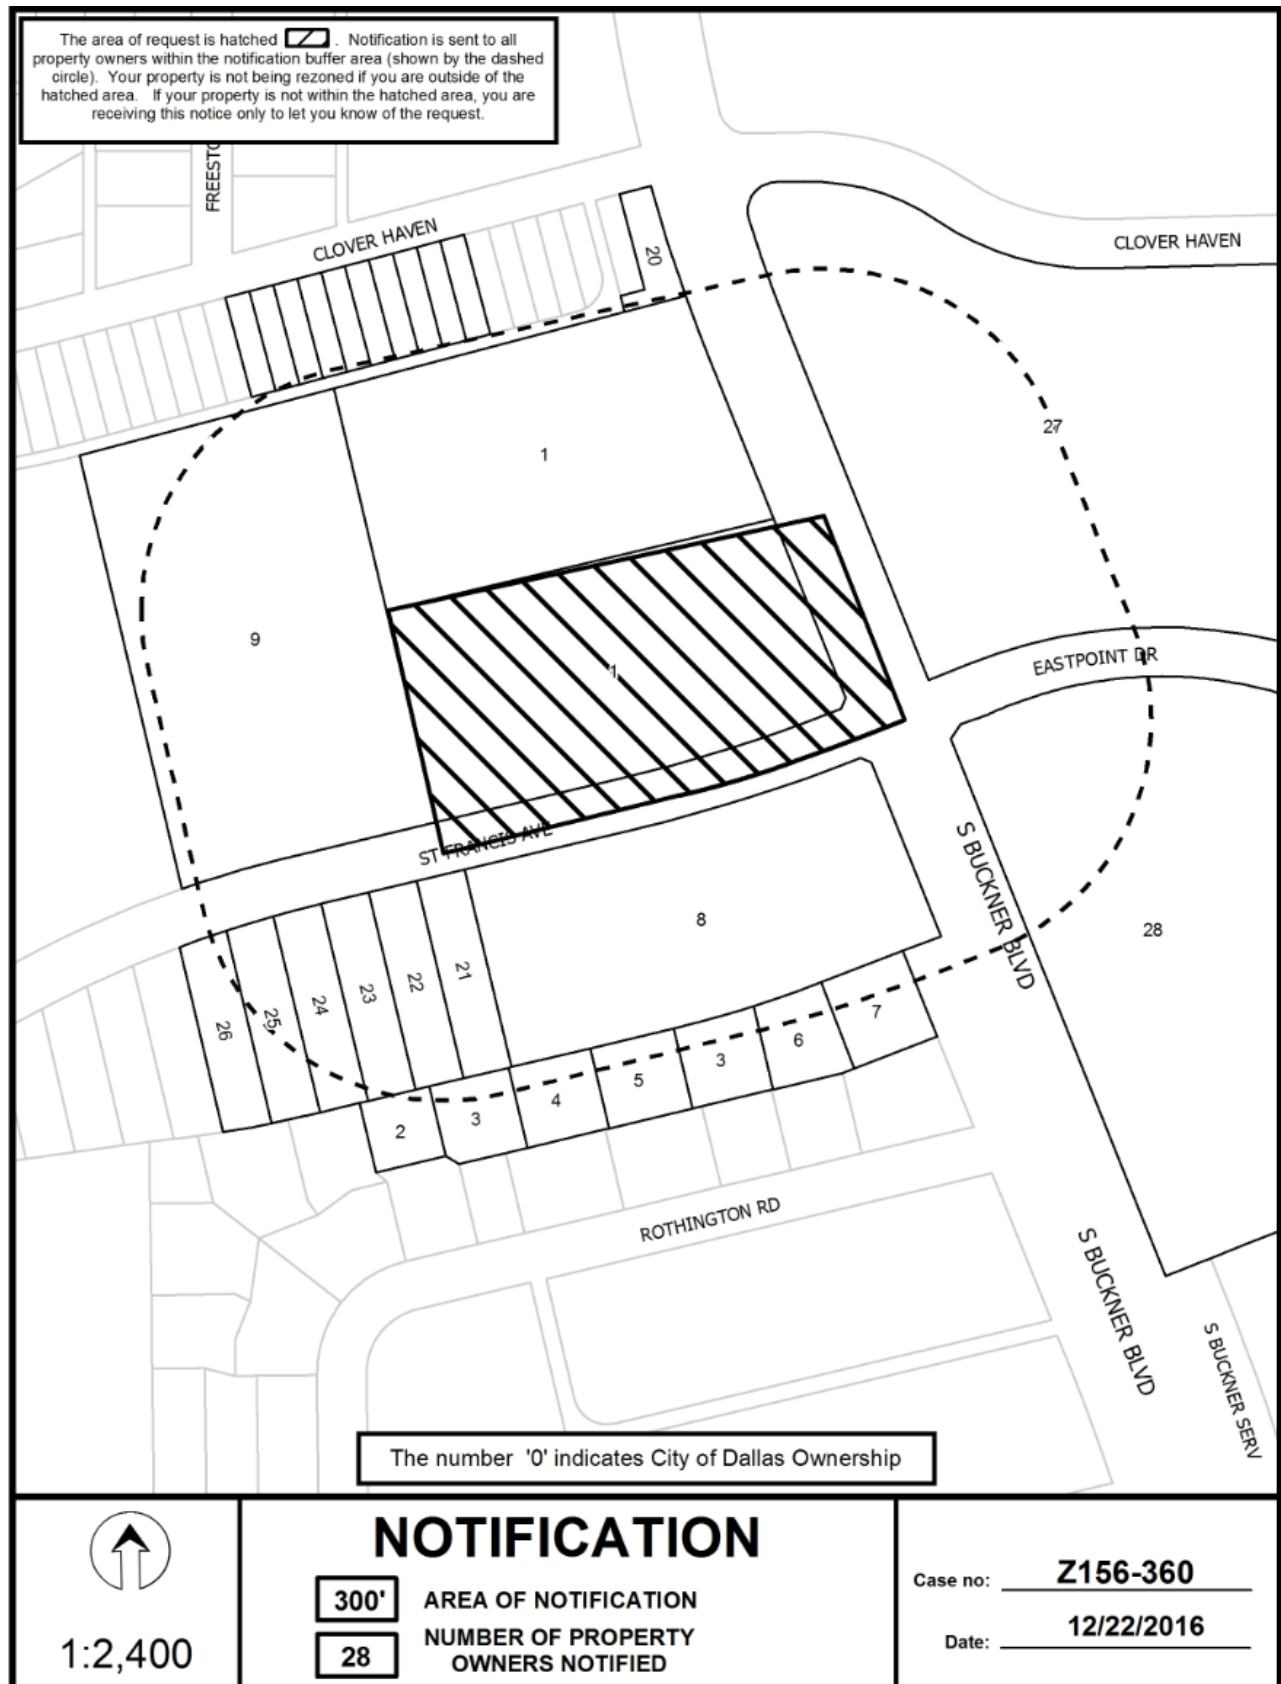 The area of request is hatched . Notification is sent to all
property owners within the notification buffer area (shown by the dashed
circle). Your property is not being rezoned if you are outside of the
hatched area. If your property is not within the hatched area, you are
receiving this notice only to let you know of the request.
FREESTO
CLOVER HAVEN
CLOVER HAVEN
20
27
1
9
1
EASTPOINT DR
ST FRANCIS AVE
S BUCKNER BLVD
8
28
21
22
23
24
25
26
7
6
3
5
4
3
2
ROTHINGTON RD
S BUCKNER BLVD
S BUCKNER SERV
The number '0' indicates City of Dallas Ownership
1:2,400
NOTIFICATION
300' AREA OF NOTIFICATION
28 NUMBER OF PROPERTY
OWNERS NOTIFIED
Case no: Z156-360
Date: 12/22/2016